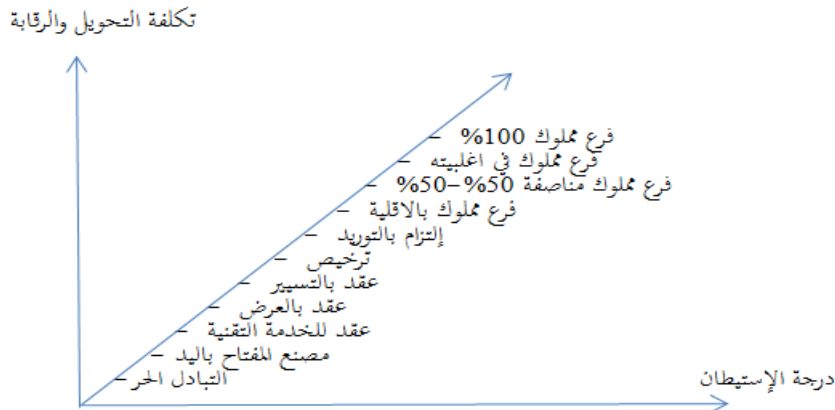 تكلفة التحويل والرقابة
فرع مملوك 100%
فرع مملوك في اغلبيته
فرع مملوك مناصفة 50%–50%
فرع مملوك بالاقلية
إلتزام بالتوريد
ترخيص
عقد بالتسيير
عقد بالعرض
عقد للخدمة التقنية
مصنع المفتاح باليد
التبادل الحر
درجة الإستيطان